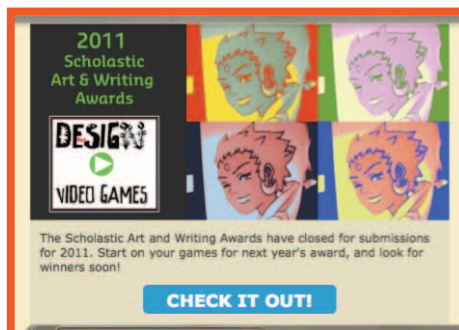 2011
Scholastic
Art & Writing
Awards
DESIGN
VIDEO GAMES
The Scholastic Art and Writing Awards have closed for submissions
for 2011. Start on your games for next year's award, and look for
winners soon!
CHECK IT OUT!